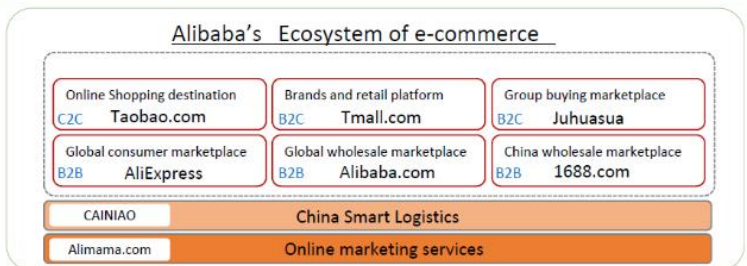 Alibaba's Ecosystem of e-commerce
Online Shopping destination
C2C Taobao.com
Brands and retail platform
B2C Tmall.com
Group buying marketplace
B2C Juhuasua
Global consumer marketplace
B2B AliExpress
Global wholesale marketplace
B2B Alibaba.com
China wholesale marketplace
B2B 1688.com
CAINIAO China Smart Logistics
Alimama.com Online marketing services